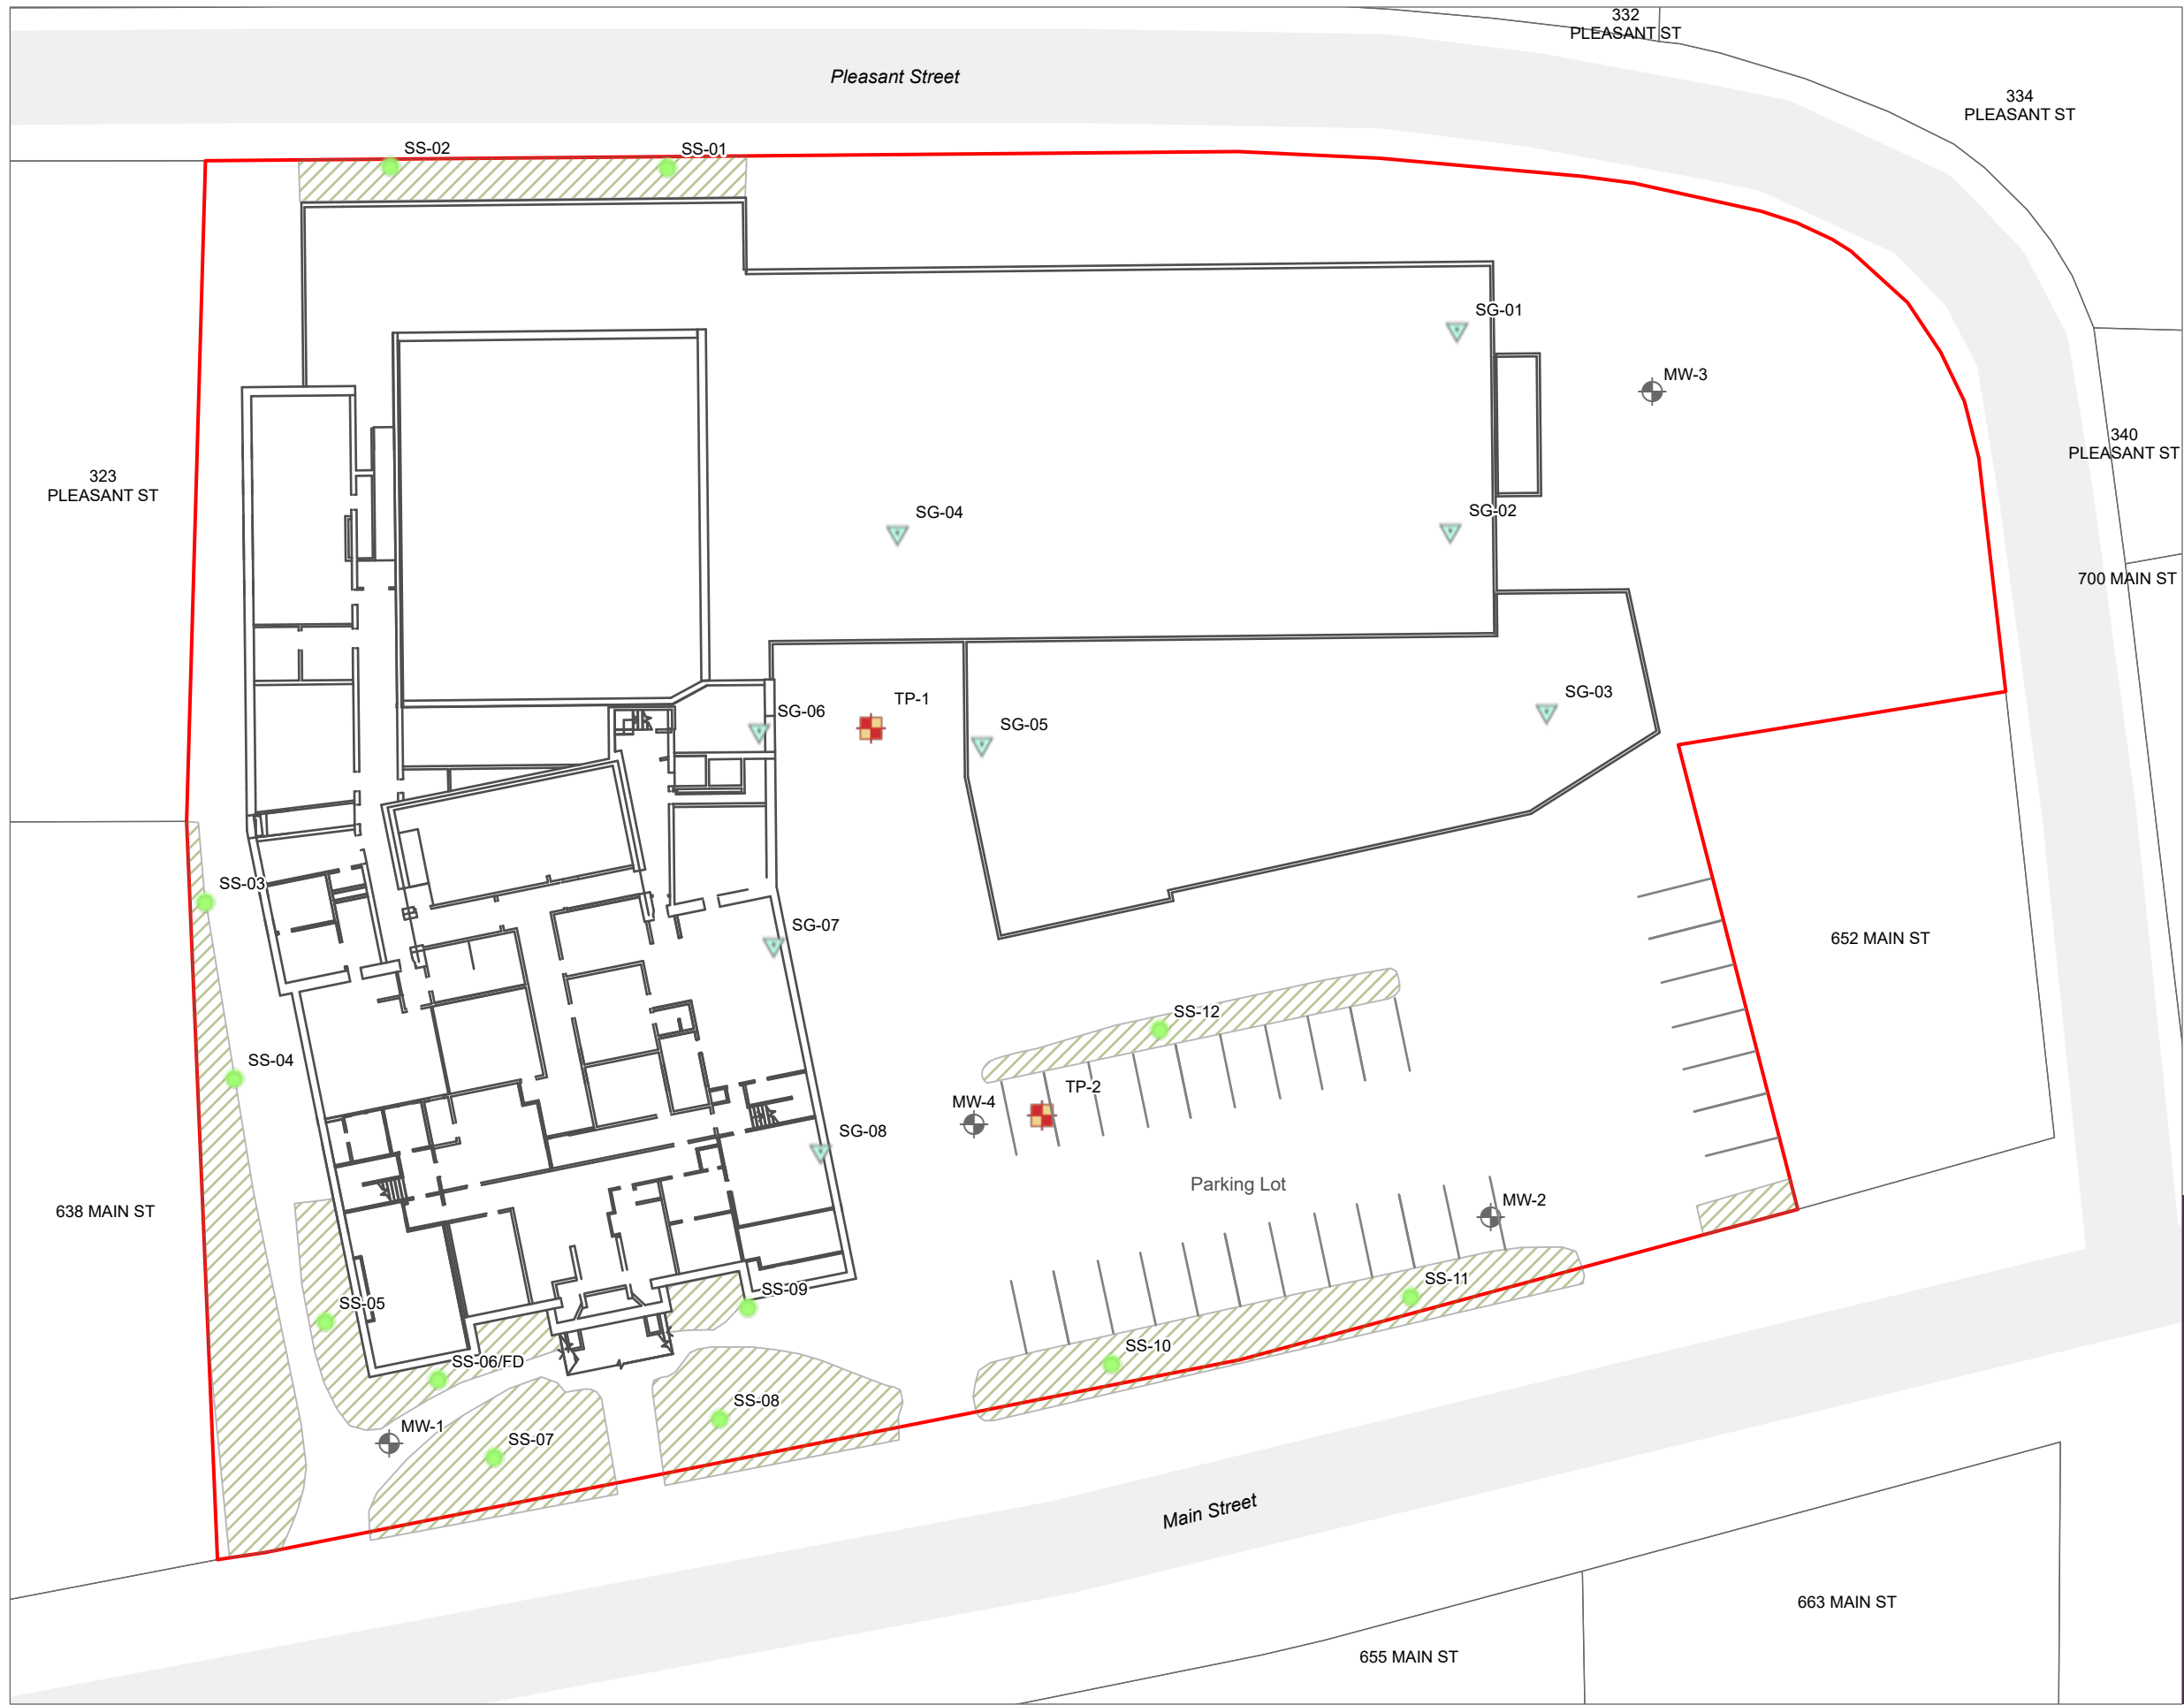 332
PLEASANT ST
Pleasant Street
334
PLEASANT ST
SS-02
SS-01
SG-01
MW-3
340
PLEASANT ST
323
PLEASANT ST
SG-04
SG-02
700 MAIN ST
TP-1
SG-03
SG-06
SG-05
SS-03
SG-07
652 MAIN ST
SS-12
SS-04
TP-2
MW-4
SG-08
Parking Lot
MW-2
638 MAIN ST
SS-11
SS-09
SS-05
SS-10
SS-06/FD
SS-08
MW-1
SS-07
Main Street
663 MAIN ST
655 MAIN ST